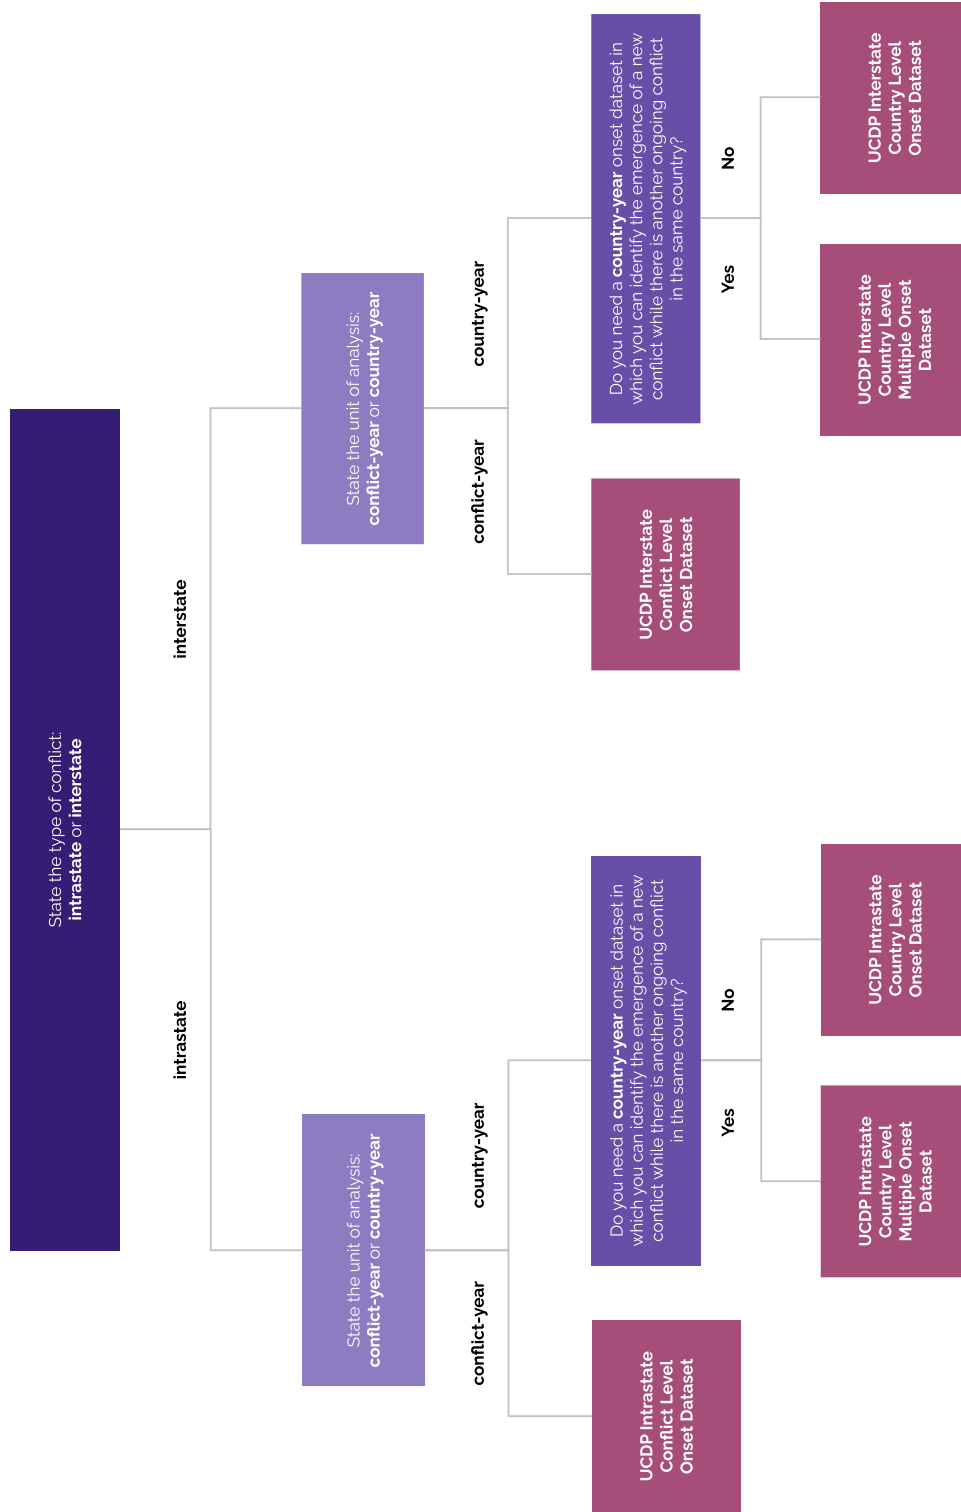 State the type of conflict:
intrastate or interstate
intrastate
interstate
State the unit of analysis:
conflict-year or country-year
State the unit of analysis:
conflict-year or country-year
conflict-year
country-year
conflict-year
country-year
UCDP Intrastate
Conflict Level
Onset Dataset
Do you need a country-year onset dataset in
which you can identify the emergence of a new
conflict while there is another ongoing conflict
in the same country?
UCDP Interstate
Conflict Level
Onset Dataset
Do you need a country-year onset dataset in
which you can identify the emergence of a new
conflict while there is another ongoing conflict
in the same country?
Yes
No
Yes
No
UCDP Intrastate
Country Level
Multiple Onset
Dataset
UCDP Intrastate
Country Level
Onset Dataset
UCDP Interstate
Country Level
Multiple Onset
Dataset
UCDP Interstate
Country Level
Onset Dataset